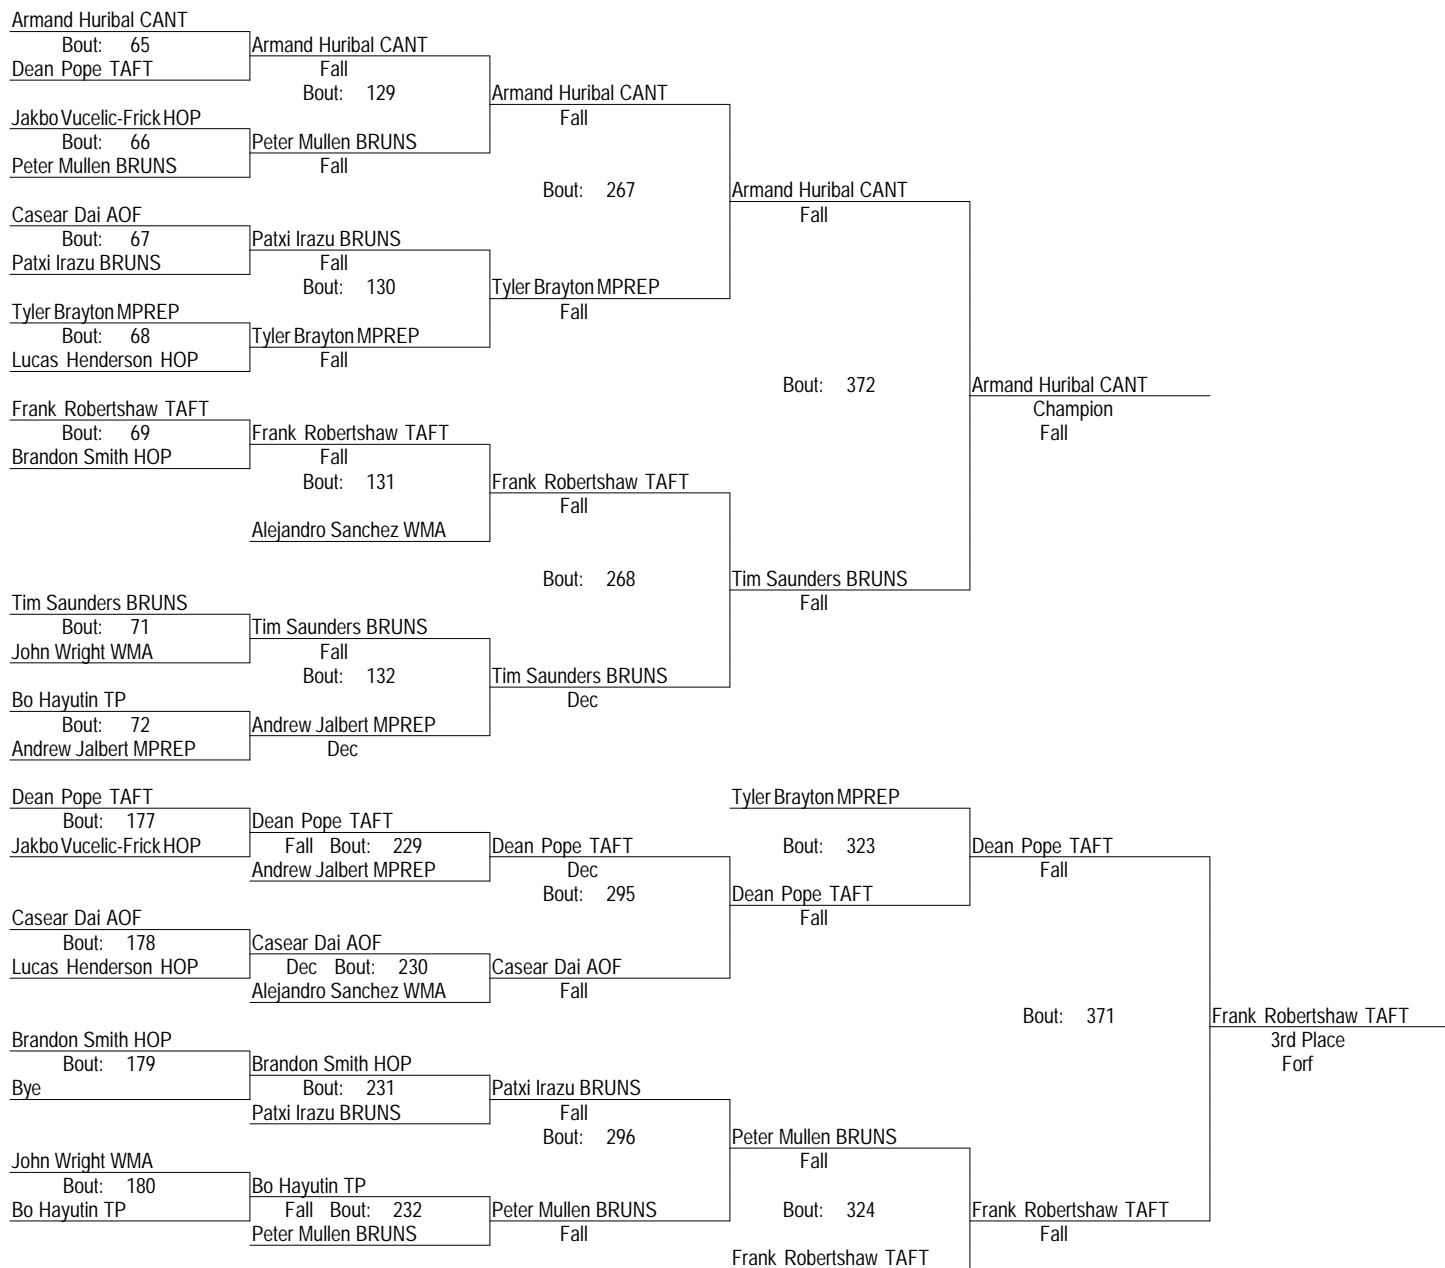 Armand Huribal CANT
Bout: 65
Armand Huribal CANT
Dean Pope TAFT
Fall
Bout: 129
Armand Huribal CANT
Jakbo Vucelic-Frick HOP
Fall
Bout: 66
Peter Mullen BRUNS
Peter Mullen BRUNS
Fall
Bout: 267
Armand Huribal CANT
Casear Dai AOF
Fall
Bout: 67
Patxi Irazu BRUNS
Patxi Irazu BRUNS
Fall
Bout: 130
Tyler Brayton MPREP
Tyler Brayton MPREP
Fall
Bout: 68
Tyler Brayton MPREP
Lucas Henderson HOP
Fall
Bout: 372
Armand Huribal CANT
Frank Robertshaw TAFT
Champion
Bout: 69
Frank Robertshaw TAFT
Fall
Brandon Smith HOP
Fall
Bout: 131
Frank Robertshaw TAFT
Fall
Alejandro Sanchez WMA
Bout: 268
Tim Saunders BRUNS
Tim Saunders BRUNS
Fall
Bout: 71
Tim Saunders BRUNS
John Wright WMA
Fall
Bout: 132
Tim Saunders BRUNS
Bo Hayutin TP
Dec
Bout: 72
Andrew Jalbert MPREP
Andrew Jalbert MPREP
Dec
Dean Pope TAFT
Tyler Brayton MPREP
Bout: 177
Dean Pope TAFT
Jakbo Vucelic-Frick HOP
Fall Bout: 229
Dean Pope TAFT
Bout: 323
Dean Pope TAFT
Andrew Jalbert MPREP
Dec
Fall
Bout: 295
Dean Pope TAFT
Casear Dai AOF
Fall
Bout: 178
Casear Dai AOF
Lucas Henderson HOP
Dec Bout: 230
Casear Dai AOF
Alejandro Sanchez WMA
Fall
Bout: 371
Frank Robertshaw TAFT
Brandon Smith HOP
3rd Place
Bout: 179
Brandon Smith HOP
Forf
Bye
Bout: 231
Patxi Irazu BRUNS
Patxi Irazu BRUNS
Fall
Bout: 296
Peter Mullen BRUNS
John Wright WMA
Fall
Bout: 180
Bo Hayutin TP
Bo Hayutin TP
Fall Bout: 232
Peter Mullen BRUNS
Bout: 324
Frank Robertshaw TAFT
Peter Mullen BRUNS
Fall
Fall
Frank Robertshaw TAFT